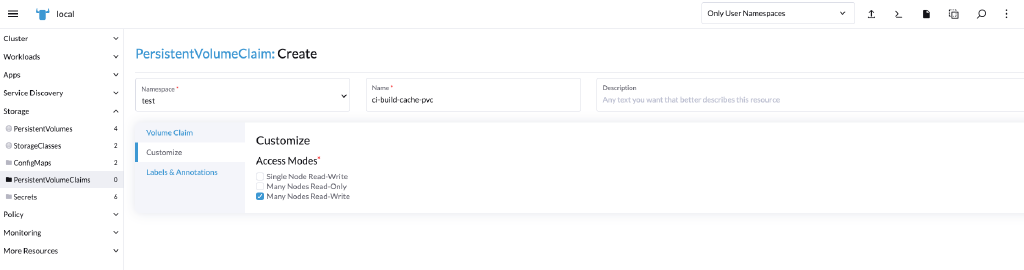 local
Only User Namespaces
Cluster
Workloads
Apps
Service Discovery
Storage
PersistentVolumes 4
StorageClasses 2
ConfigMaps 2
PersistentVolumeClaims 0
Secrets 6
Policy
Monitoring
More Resources
PersistentVolumeClaim: Create
Namespace *
test
Name *
ci-build-cache-pvc
Description
Any text you want that better describes this resource
Volume Claim
Customize
Labels & Annotations
Customize
Access Modes*
Single Node Read-Write
Many Nodes Read-Only
Many Nodes Read-Write